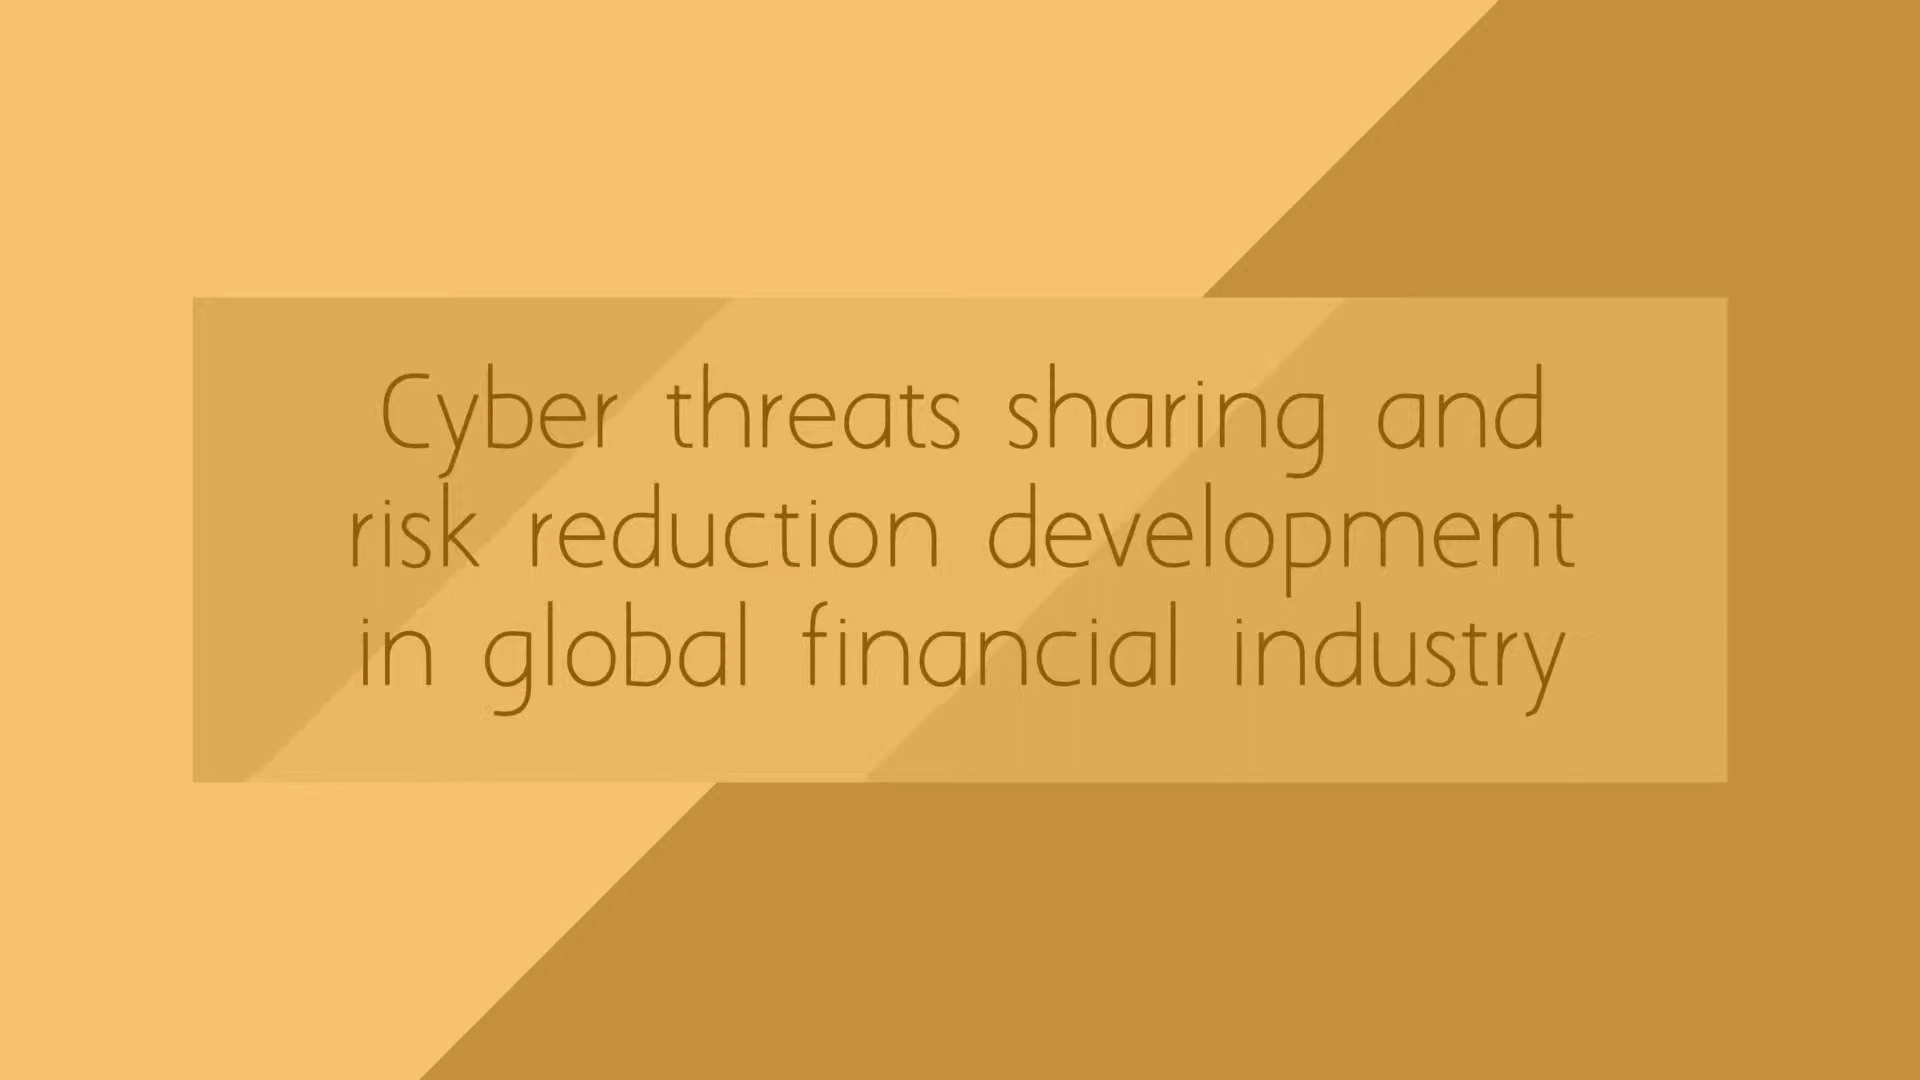 Cyber threats sharing and
risk reduction development
in global financial industry